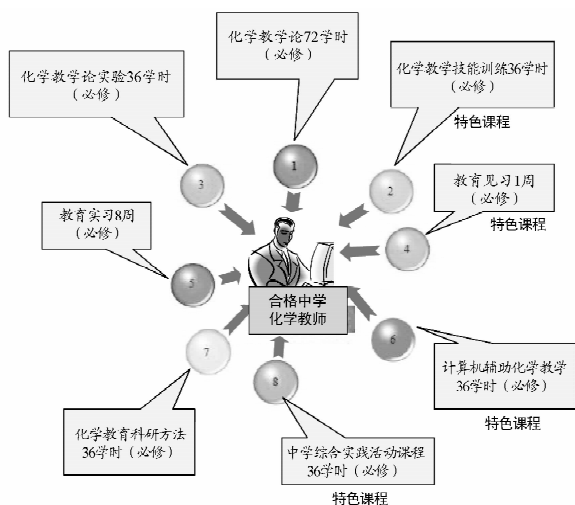 化学教学论72学时
（必修）
化学教学论实验36学时
（必修）
化学教学技能训练36学时
（必修）
特色课程
1
3
2
教育见习1周
（必修）
特色课程
教育实习8周
（必修）
4
5
合格中学
化学教师
6
7
8
计算机辅助化学教学
36学时（必修）
特色课程
化学教育科研方法
36学时（必修）
中学综合实践活动课程
36学时（必修）
特色课程